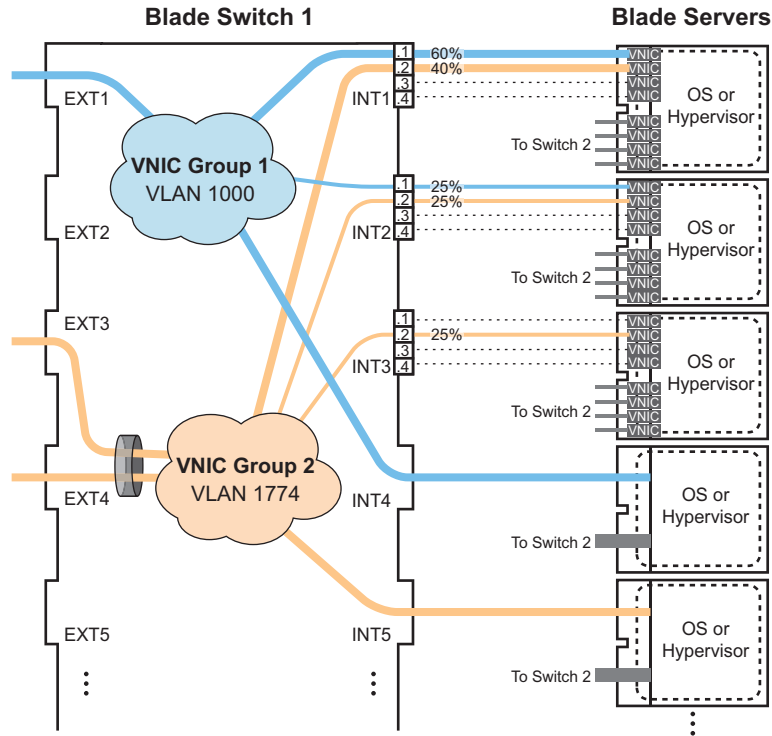 Blade Switch 1
Blade Servers
EXT1
EXT2
EXT3
EXT4
EXT5
VNIC Group 1
VLAN 1000
VNIC Group 2
VLAN 1774
INT1
.1
.2
.3
.4
60%
40%
INT2
.1
.2
.3
.4
25%
25%
INT3
.1
.2
.3
.4
25%
INT4
INT5
VNIC
VNIC
VNIC
VNIC
OS or
Hypervisor
To Switch 2
VNIC
VNIC
VNIC
VNIC
VNIC
VNIC
VNIC
VNIC
OS or
Hypervisor
To Switch 2
VNIC
VNIC
VNIC
VNIC
VNIC
VNIC
VNIC
VNIC
OS or
Hypervisor
To Switch 2
VNIC
VNIC
VNIC
VNIC
OS or
Hypervisor
To Switch 2
OS or
Hypervisor
To Switch 2